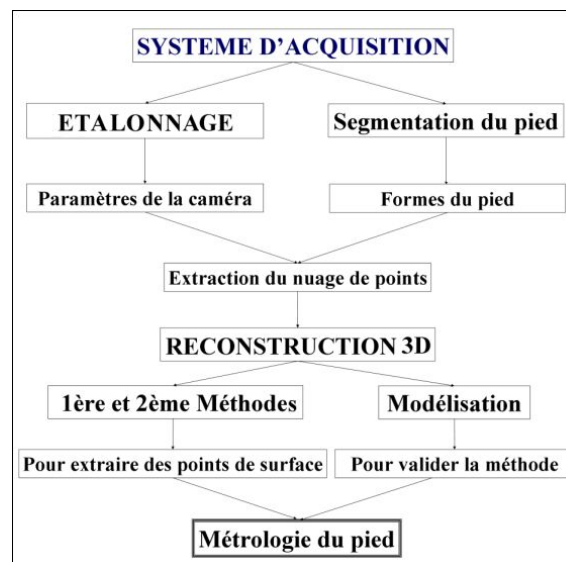 SYSTEME D'ACQUISITION
ETALONNAGE
Segmentation du pied
Paramètres de la caméra
Formes du pied
Extraction du nuage de points
RECONSTRUCTION 3D
1ère et 2ème Méthodes
Modélisation
Pour extraire des points de surface
Pour valider la méthode
Métrologie du pied